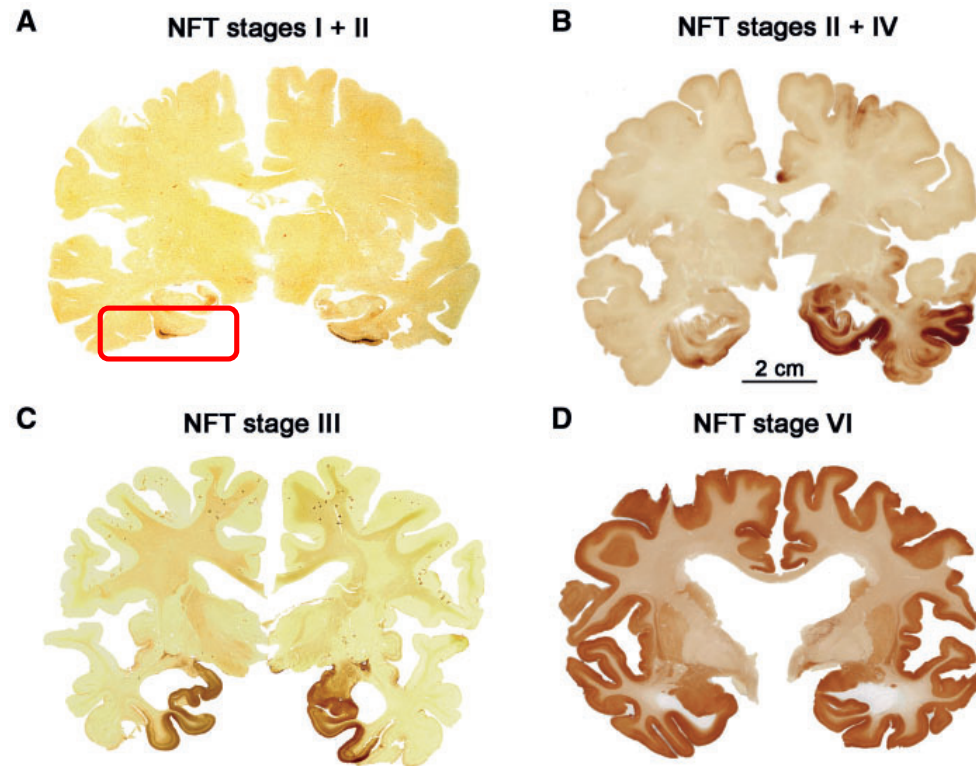 A
NFT stages I + II
B
NFT stages II + IV
2 cm
C
NFT stage III
D
NFT stage VI